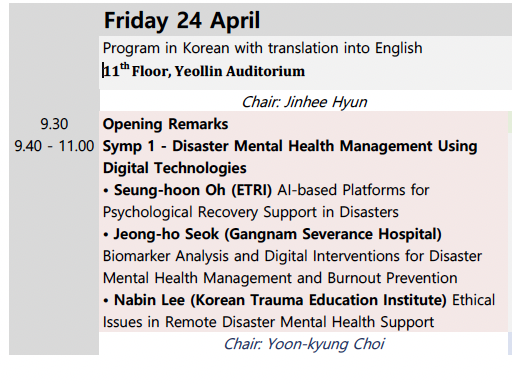 Friday 24 April
Program in Korean with translation into English
11th Floor, Yeollin Auditorium
Chair: Jinhee Hyun
9.30 Opening Remarks
9.40 - 11.00 Symp 1 - Disaster Mental Health Management Using
Digital Technologies
• Seung-hoon Oh (ETRI) AI-based Platforms for
Psychological Recovery Support in Disasters
• Jeong-ho Seok (Gangnam Severance Hospital)
Biomarker Analysis and Digital Interventions for Disaster
Mental Health Management and Burnout Prevention
• Nabin Lee (Korean Trauma Education Institute) Ethical
Issues in Remote Disaster Mental Health Support
Chair: Yoon-kyung Choi